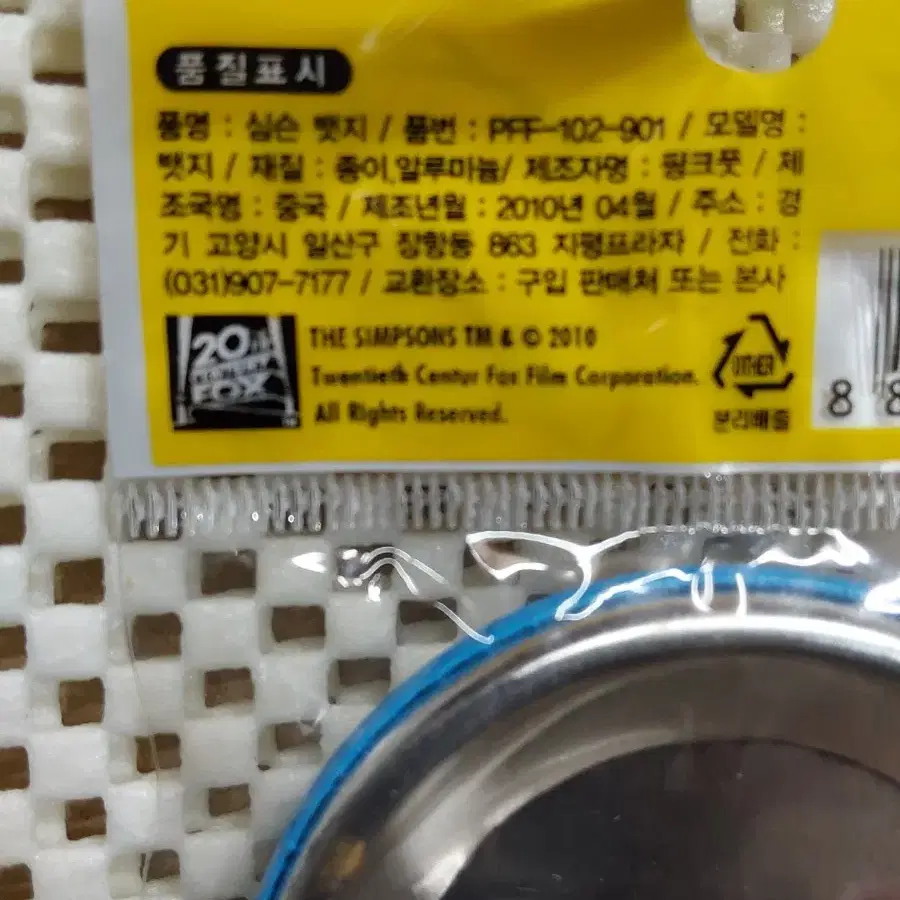 품질표시
품명 : 심슨 뱃지 / 품번 : PFF-102-901 / 모델명 :
뱃지 / 재질 : 종이,알루미늄/ 제조자명 : 핑크풋 / 제
조국명 : 중국 / 제조년월 : 2010년 04월 / 주소 : 경
기 고양시 일산구 장항동 863 자평프라자 / 전화 :
(031)907-7177 / 교환장소 : 구입 판매처 또는 본사
20th
CENTURY
FOX
THE SIMPSONS TM & © 2010
Twentieth Centur Fox Film Corporation.
All Rights Reserved.
OTHER
분리배출
8 8